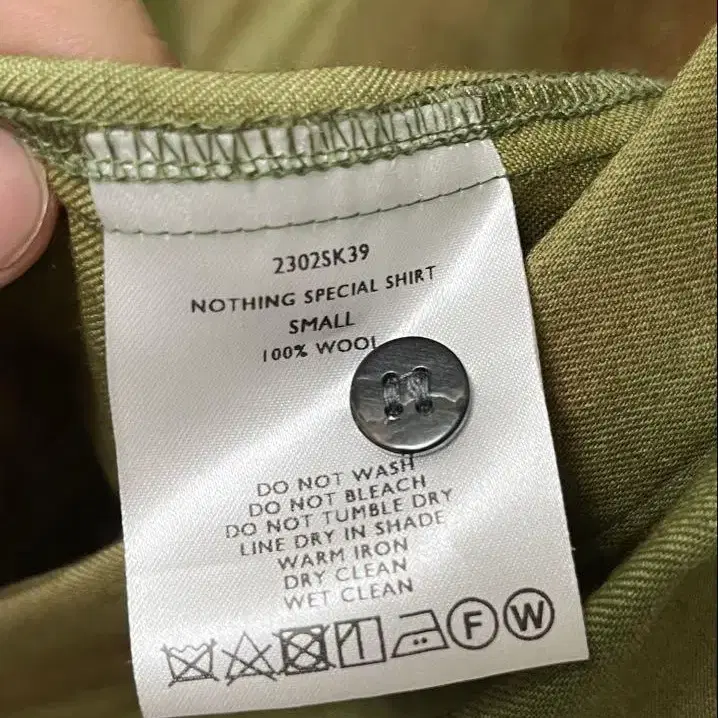 2302SK39
NOTHING SPECIAL SHIRT
SMALL
100% WOOL
DO NOT WASH
DO NOT BLEACH
DO NOT TUMBLE DRY
LINE DRY IN SHADE
WARM IRON
DRY CLEAN
WET CLEAN
F W